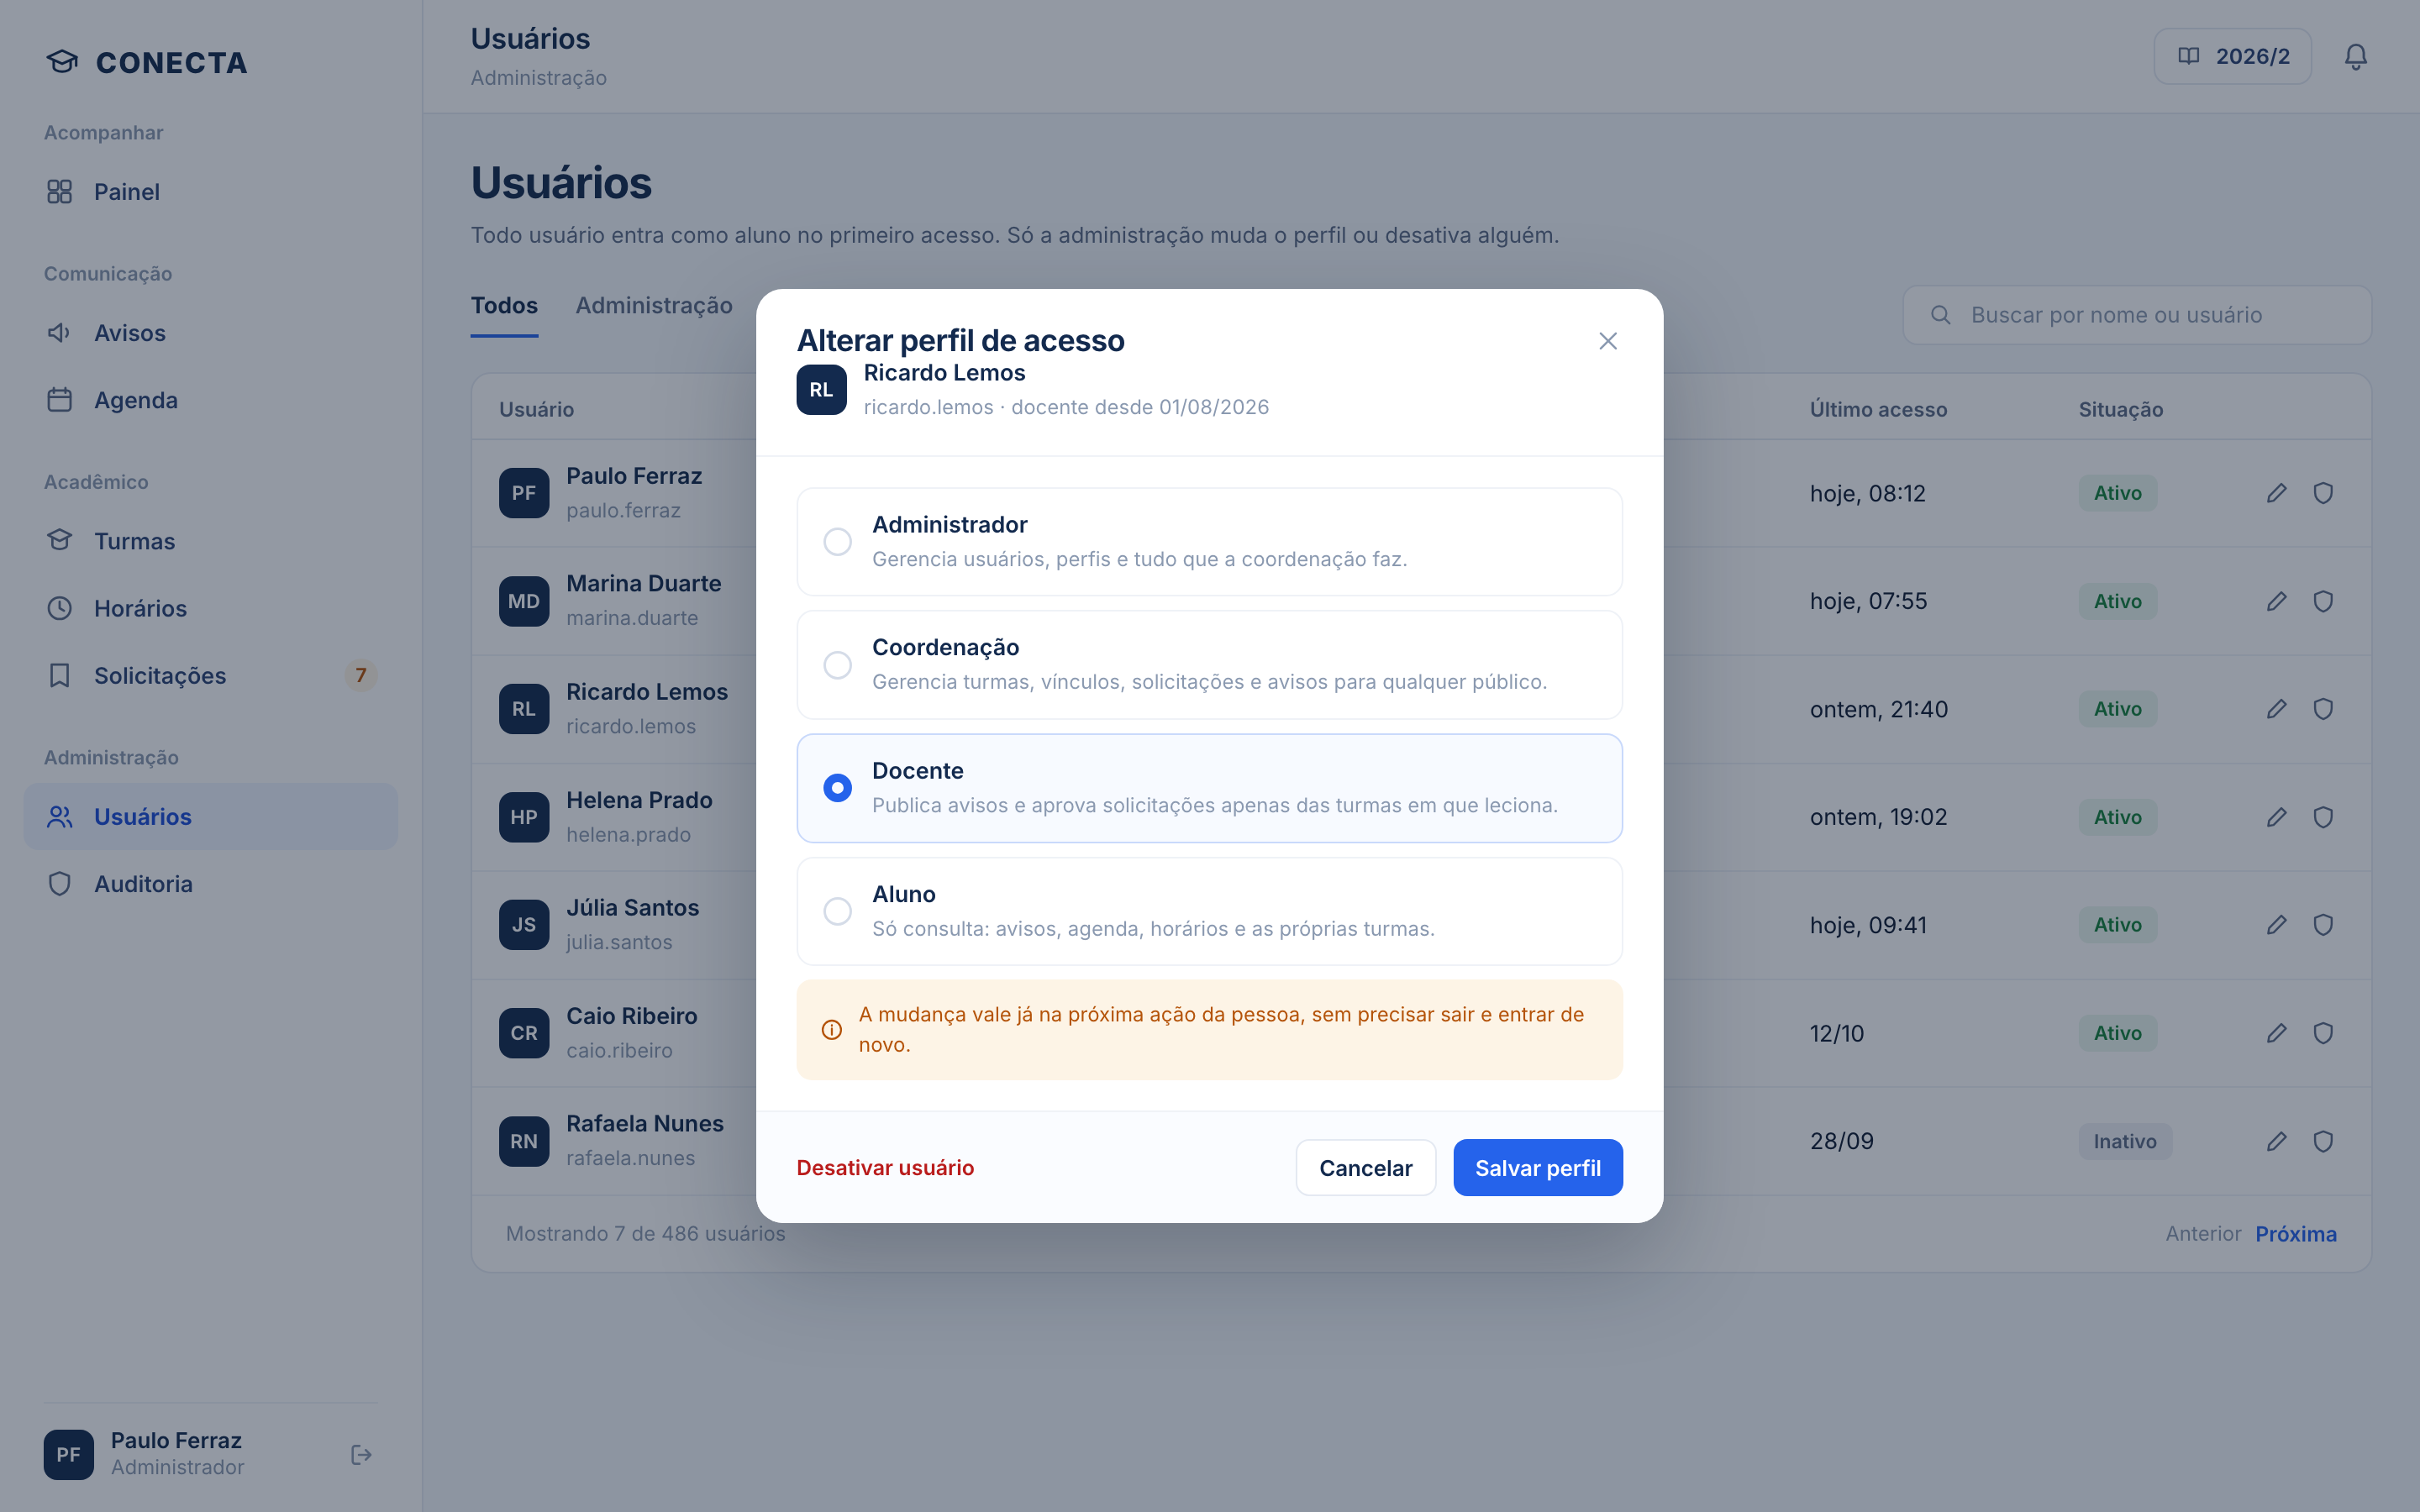 CONECTA
Acompanhar
Painel
Comunicação
Avisos
Agenda
Acadêmico
Turmas
Horários
Solicitações 7
Administração
Usuários
Auditoria
PF Paulo Ferraz
Administrador
Usuários
Administração
2026/2
Usuários
Todo usuário entra como aluno no primeiro acesso. Só a administração muda o perfil ou desativa alguém.
Todos Administração
Buscar por nome ou usuário
Usuário Último acesso Situação
PF Paulo Ferraz
paulo.ferraz
hoje, 08:12 Ativo
MD Marina Duarte
marina.duarte
hoje, 07:55 Ativo
RL Ricardo Lemos
ricardo.lemos
ontem, 21:40 Ativo
HP Helena Prado
helena.prado
ontem, 19:02 Ativo
JS Júlia Santos
julia.santos
hoje, 09:41 Ativo
CR Caio Ribeiro
caio.ribeiro
12/10 Ativo
RN Rafaela Nunes
rafaela.nunes
28/09 Inativo
Mostrando 7 de 486 usuários
Anterior Próxima
Alterar perfil de acesso
RL Ricardo Lemos
ricardo.lemos · docente desde 01/08/2026
Administrador
Gerencia usuários, perfis e tudo que a coordenação faz.
Coordenação
Gerencia turmas, vínculos, solicitações e avisos para qualquer público.
Docente
Publica avisos e aprova solicitações apenas das turmas em que leciona.
Aluno
Só consulta: avisos, agenda, horários e as próprias turmas.
A mudança vale já na próxima ação da pessoa, sem precisar sair e entrar de
novo.
Desativar usuário
Cancelar
Salvar perfil